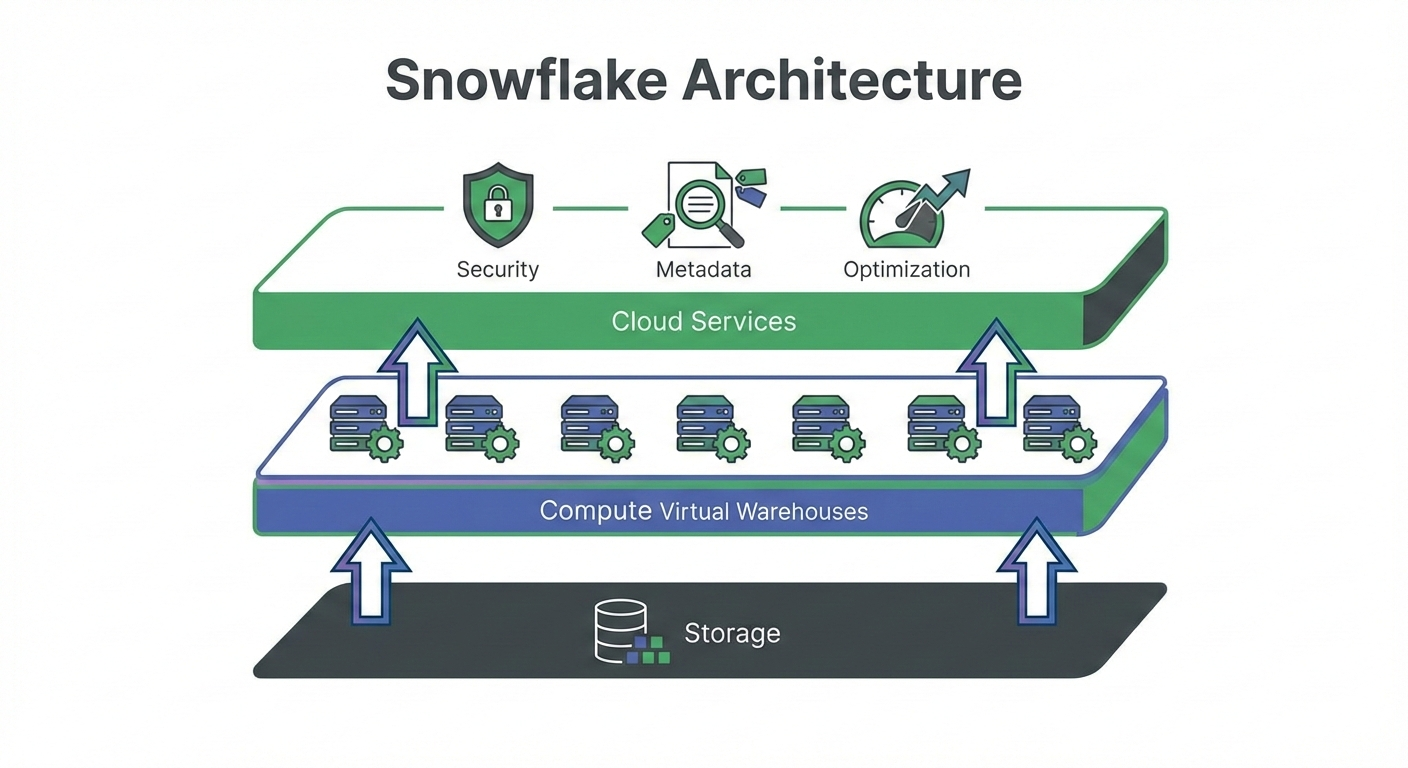 Snowflake Architecture
Security
Metadata
Optimization
Cloud Services
Compute Virtual Warehouses
Storage